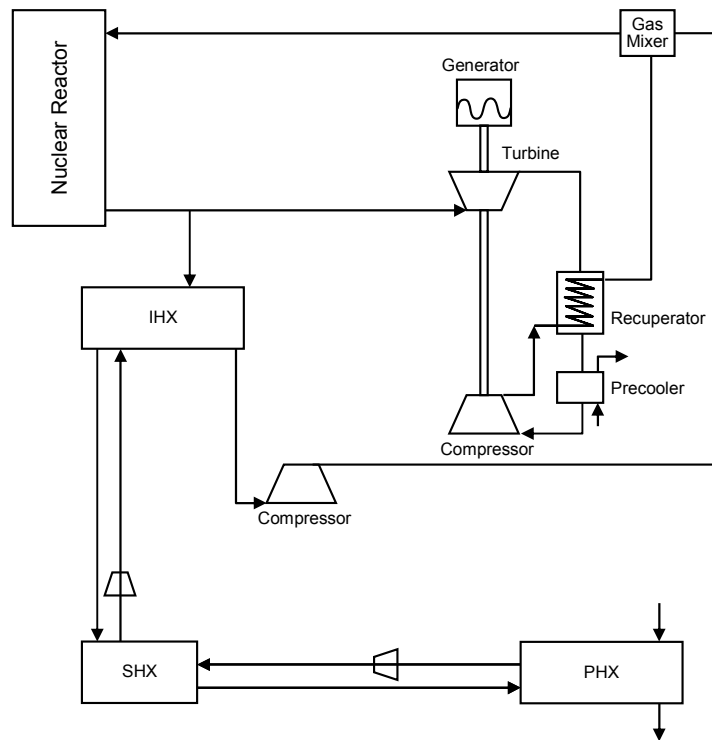 Gas
Mixer
Nuclear Reactor
Generator
Turbine
IHX
Recuperator
Precooler
Compressor
Compressor
SHX
PHX